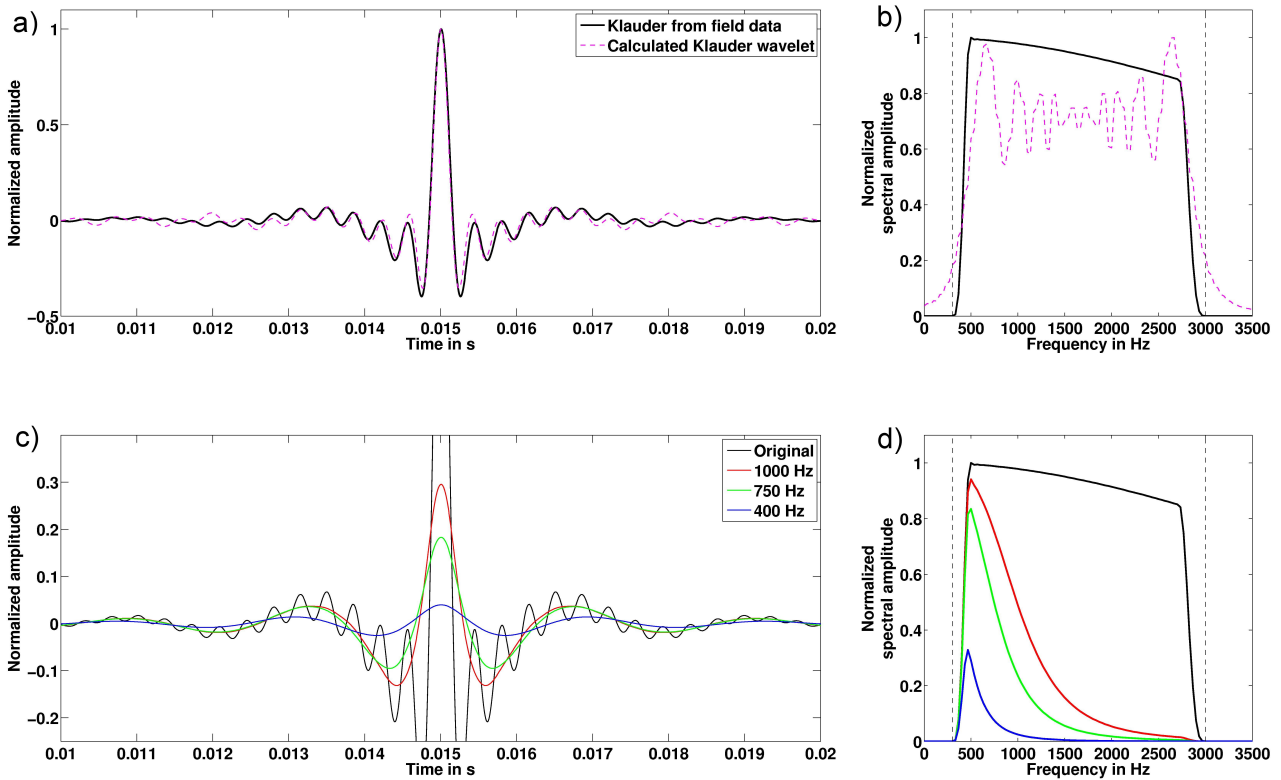 a)
Normalized amplitude
1
0.5
0
−0.5
Klauder from field data
Calculated Klauder wavelet
0.01 0.011 0.012 0.013 0.014 0.015 0.016 0.017 0.018 0.019 0.02
Time in s
b)
Normalized
spectral amplitude
1
0.8
0.6
0.4
0.2
0
0 500 1000 1500 2000 2500 3000 3500
Frequency in Hz
c)
Normalized amplitude
0.3
0.2
0.1
0
−0.1
−0.2
Original
1000 Hz
750 Hz
400 Hz
0.01 0.011 0.012 0.013 0.014 0.015 0.016 0.017 0.018 0.019 0.02
Time in s
d)
Normalized
spectral amplitude
1
0.8
0.6
0.4
0.2
0
0 500 1000 1500 2000 2500 3000 3500
Frequency in Hz